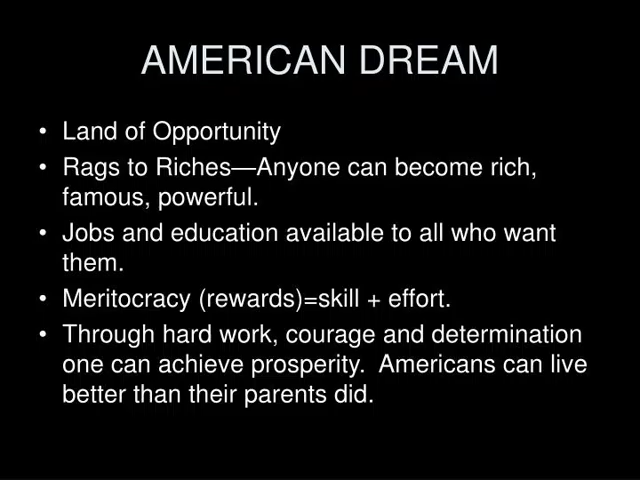 AMERICAN DREAM
• Land of Opportunity
• Rags to Riches—Anyone can become rich,
famous, powerful.
• Jobs and education available to all who want
them.
• Meritocracy (rewards)=skill + effort.
• Through hard work, courage and determination
one can achieve prosperity.  Americans can live
better than their parents did.